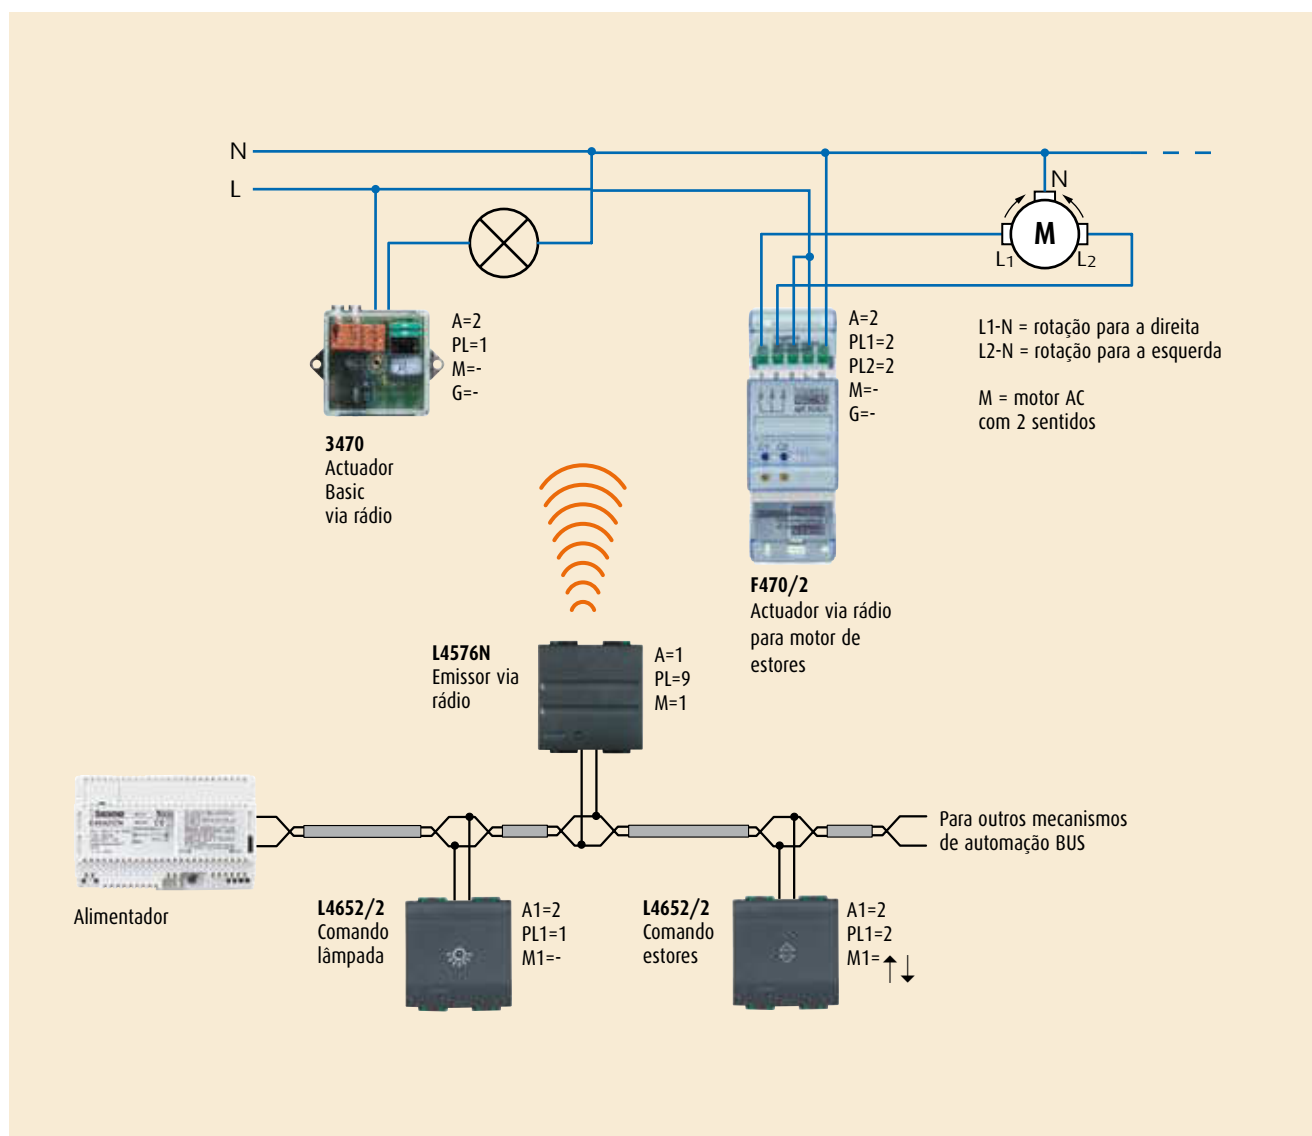 N
L
N
M
L1
L2
A=2
PL=1
M=-
G=-
A=2
PL1=2
PL2=2
M=-
G=-
L1-N = rotação para a direita
L2-N = rotação para a esquerda
M = motor AC
com 2 sentidos
3470
Actuador
Basic
via rádio
F470/2
Actuador via rádio
para motor de
estores
L4576N
Emissor via
rádio
A=1
PL=9
M=1
Para outros mecanismos
de automação BUS
Alimentador
L4652/2
Comando
lâmpada
A1=2
PL1=1
M1=-
L4652/2
Comando
estores
A1=2
PL1=2
M1= ↑ ↓